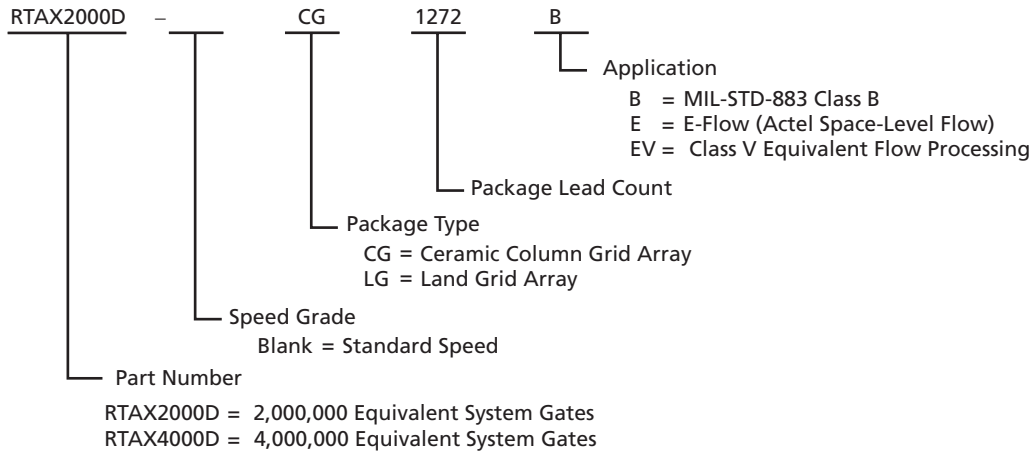 RTAX2000D – CG 1272 B
Application
B = MIL-STD-883 Class B
E = E-Flow (Actel Space-Level Flow)
EV = Class V Equivalent Flow Processing
Package Lead Count
Package Type
CG = Ceramic Column Grid Array
LG = Land Grid Array
Speed Grade
Blank = Standard Speed
Part Number
RTAX2000D = 2,000,000 Equivalent System Gates
RTAX4000D = 4,000,000 Equivalent System Gates